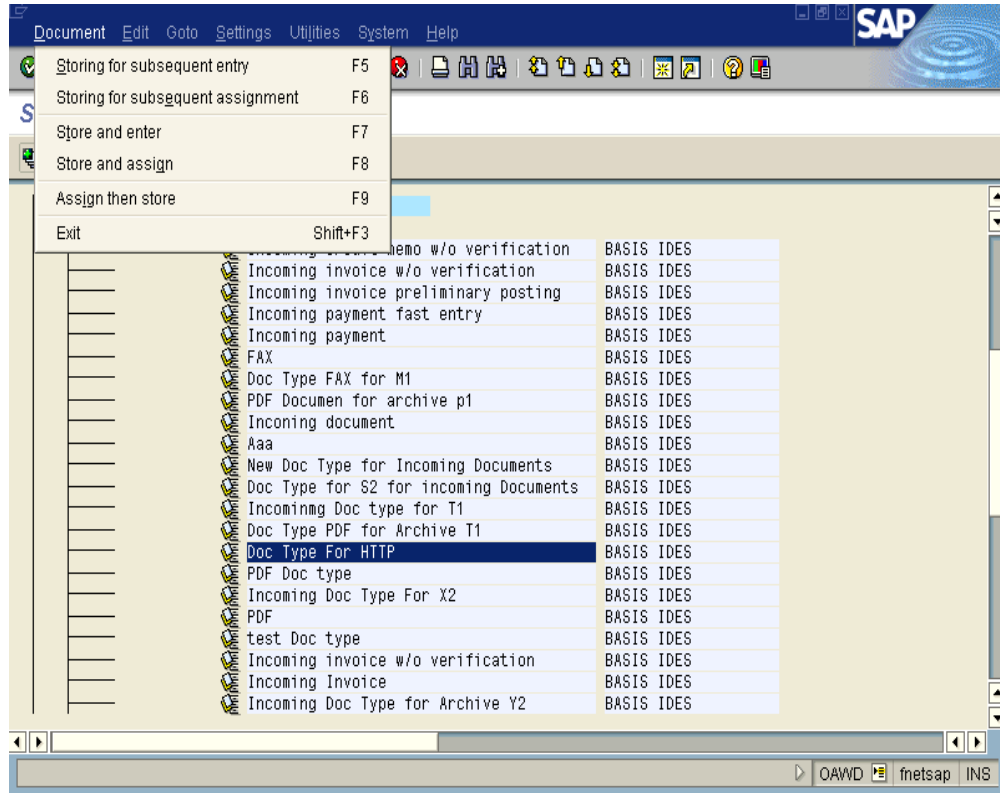 Document Edit Goto Settings Utilities System Help
SAP
Storing for subsequent entry F5
Storing for subsequent assignment F6
S
Store and enter F7
Store and assign F8
Assign then store F9
Exit Shift+F3
memo w/o verification BASIS IDES
Incoming invoice w/o verification BASIS IDES
Incoming invoice preliminary posting BASIS IDES
Incoming payment fast entry BASIS IDES
Incoming payment BASIS IDES
FAX BASIS IDES
Doc Type FAX for M1 BASIS IDES
PDF Documen for archive p1 BASIS IDES
Inconing document BASIS IDES
Aaa BASIS IDES
New Doc Type for Incoming Documents BASIS IDES
Doc Type for S2 for incoming Documents BASIS IDES
Incominmg Doc type for T1 BASIS IDES
Doc Type PDF for Archive T1 BASIS IDES
Doc Type For HTTP BASIS IDES
PDF Doc type BASIS IDES
Incoming Doc Type For X2 BASIS IDES
PDF BASIS IDES
test Doc type BASIS IDES
Incoming invoice w/o verification BASIS IDES
Incoming Invoice BASIS IDES
Incoming Doc Type for Archive Y2 BASIS IDES
OAWD fnetsap INS